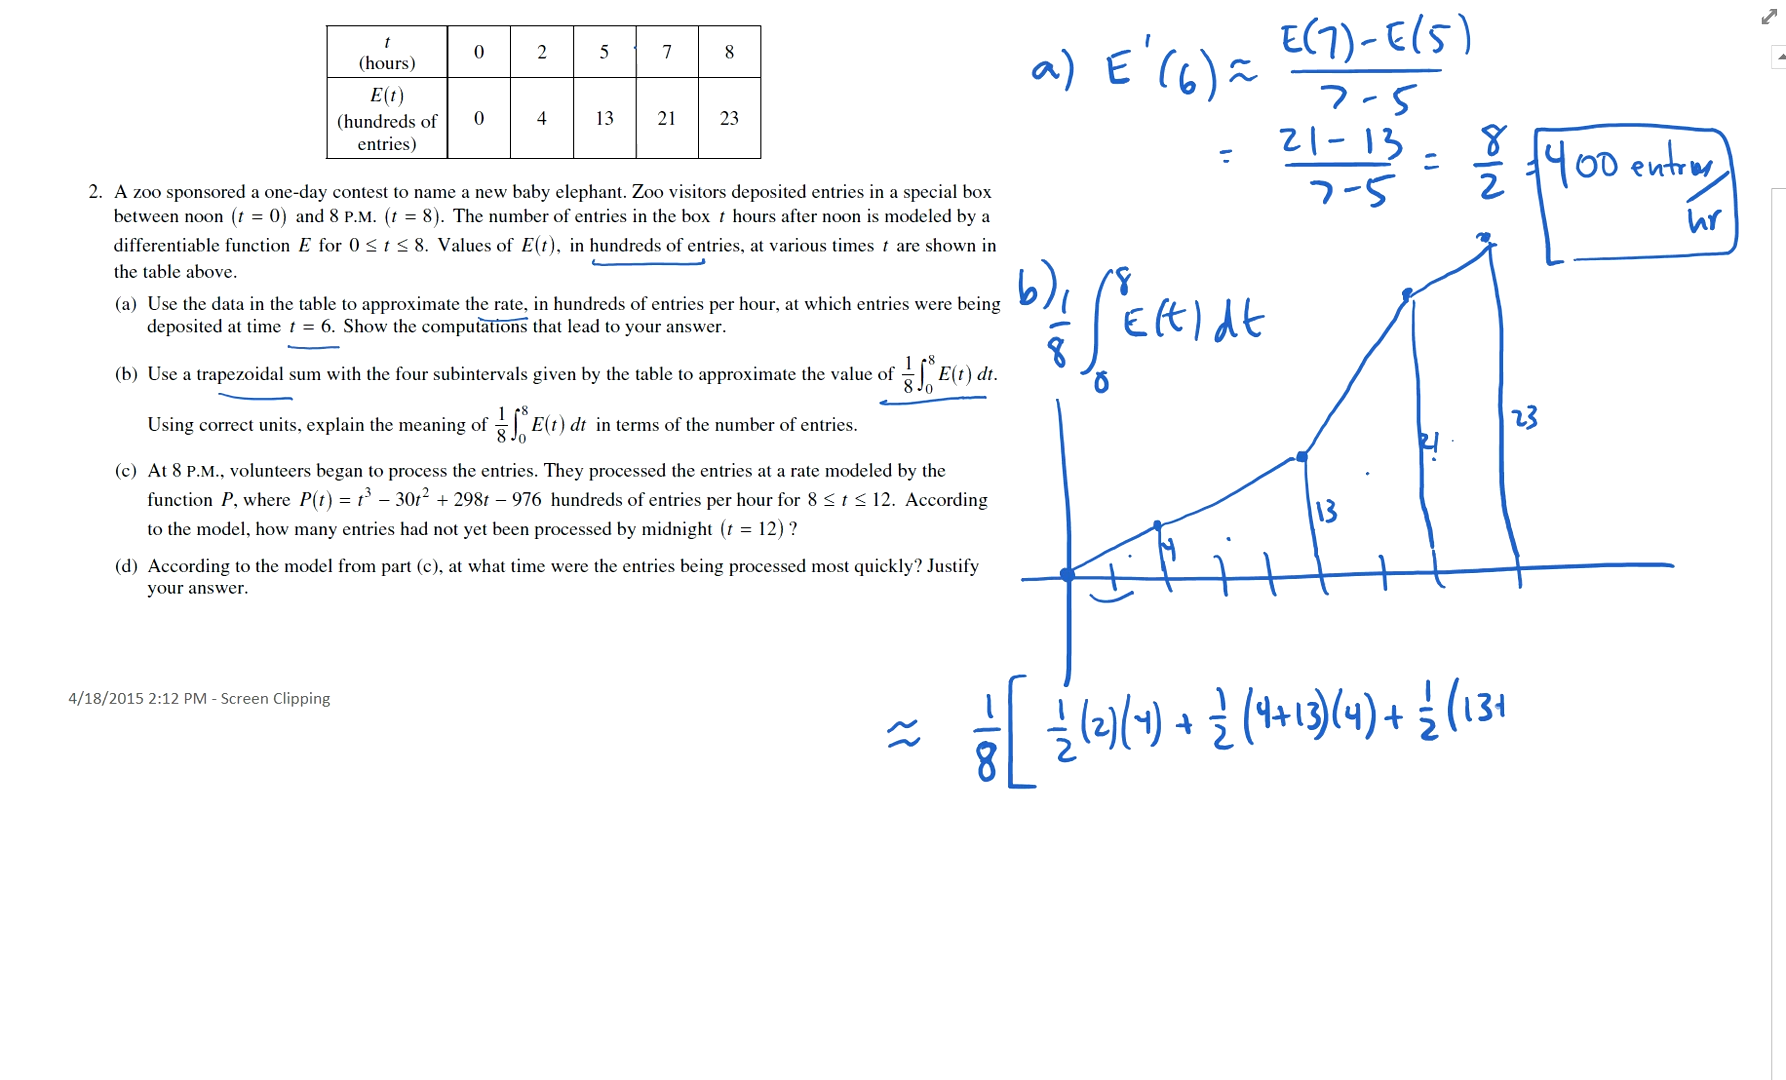 t
(hours)
0 2 5 7 8
E(t)
(hundreds of
entries)
0 4 13 21 23
2. A zoo sponsored a one-day contest to name a new baby elephant. Zoo visitors deposited entries in a special box
between noon (t = 0) and 8 P.M. (t = 8). The number of entries in the box t hours after noon is modeled by a
differentiable function E for 0 ≤ t ≤ 8. Values of E(t), in hundreds of entries, at various times t are shown in
the table above.
(a) Use the data in the table to approximate the rate, in hundreds of entries per hour, at which entries were being
deposited at time t = 6. Show the computations that lead to your answer.
(b) Use a trapezoidal sum with the four subintervals given by the table to approximate the value of 1/8 ∫₀⁸ E(t) dt.
Using correct units, explain the meaning of 1/8 ∫₀⁸ E(t) dt in terms of the number of entries.
(c) At 8 P.M., volunteers began to process the entries. They processed the entries at a rate modeled by the
function P, where P(t) = t³ − 30t² + 298t − 976 hundreds of entries per hour for 8 ≤ t ≤ 12. According
to the model, how many entries had not yet been processed by midnight (t = 12) ?
(d) According to the model from part (c), at what time were the entries being processed most quickly? Justify
your answer.
4/18/2015 2:12 PM - Screen Clipping
a) E'(6) ≈ (E(7) - E(5)) / (7 - 5)
= (21 - 13) / (7 - 5) = 8/2 = 400 entries/hr
b) 1/8 ∫₀⁸ E(t) dt
4
13
21
23
≈ 1/8 [ 1/2 (2)(4) + 1/2 (4+13)(4) + 1/2 (13+